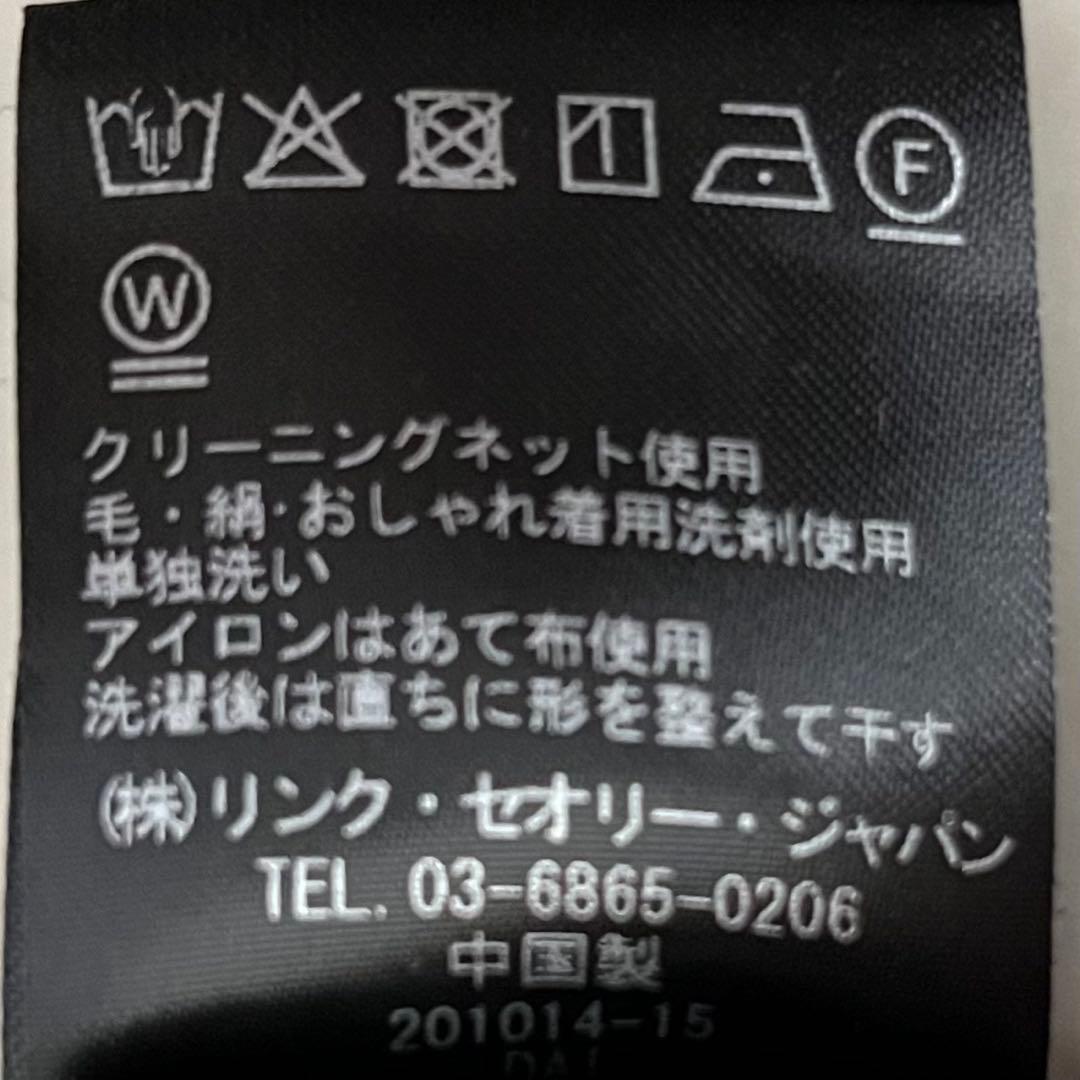 F
W
クリーニングネット使用
毛・絹・おしゃれ着用洗剤使用
単独洗い
アイロンはあて布使用
洗濯後は直ちに形を整えて干す
(株)リンク・セオリー・ジャパン
TEL. 03-6865-0206
中国製
201014-15